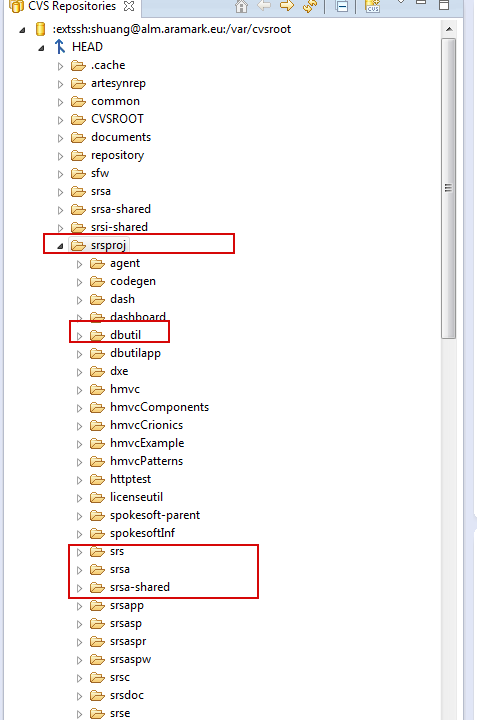 CVS Repositories
:extssh:shuang@alm.aramark.eu:/var/cvsroot
HEAD
.cache
artesynrep
common
CVSROOT
documents
repository
sfw
srsa
srsa-shared
srsi-shared
srsproj
agent
codegen
dash
dashboard
dbutil
dbutilapp
dxe
hmvc
hmvcComponents
hmvcCrionics
hmvcExample
hmvcPatterns
httptest
licenseutil
spokesoft-parent
spokesoftInf
srs
srsa
srsa-shared
srsapp
srsasp
srsaspr
srsaspw
srsc
srsdoc
srse